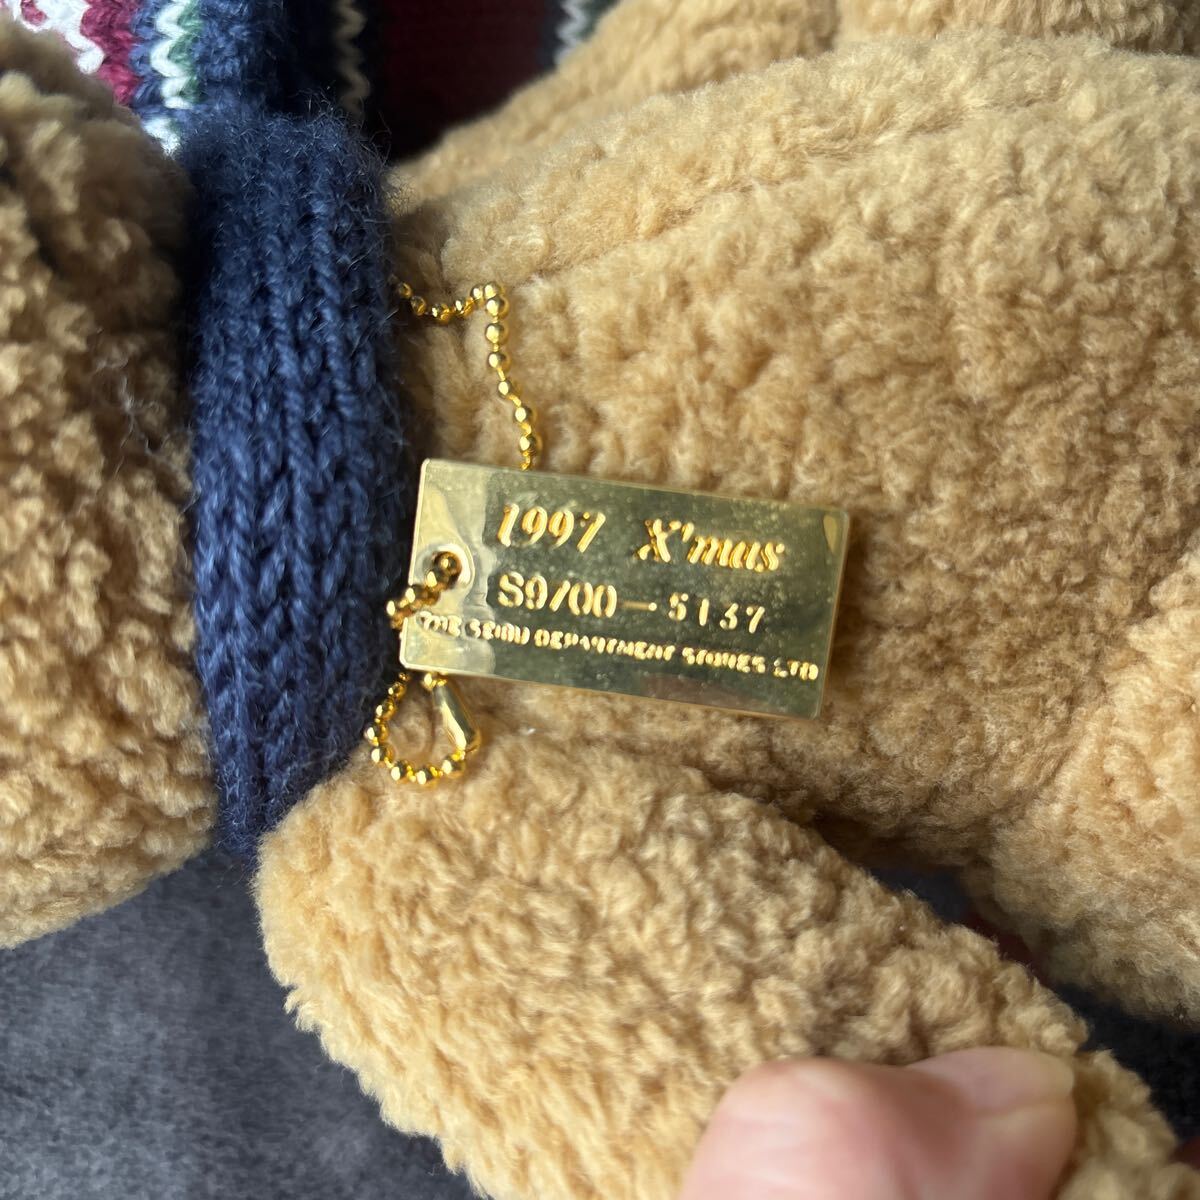 1997 X'mas
S9700-5137
THE SEIBU DEPARTMENT STORES LTD